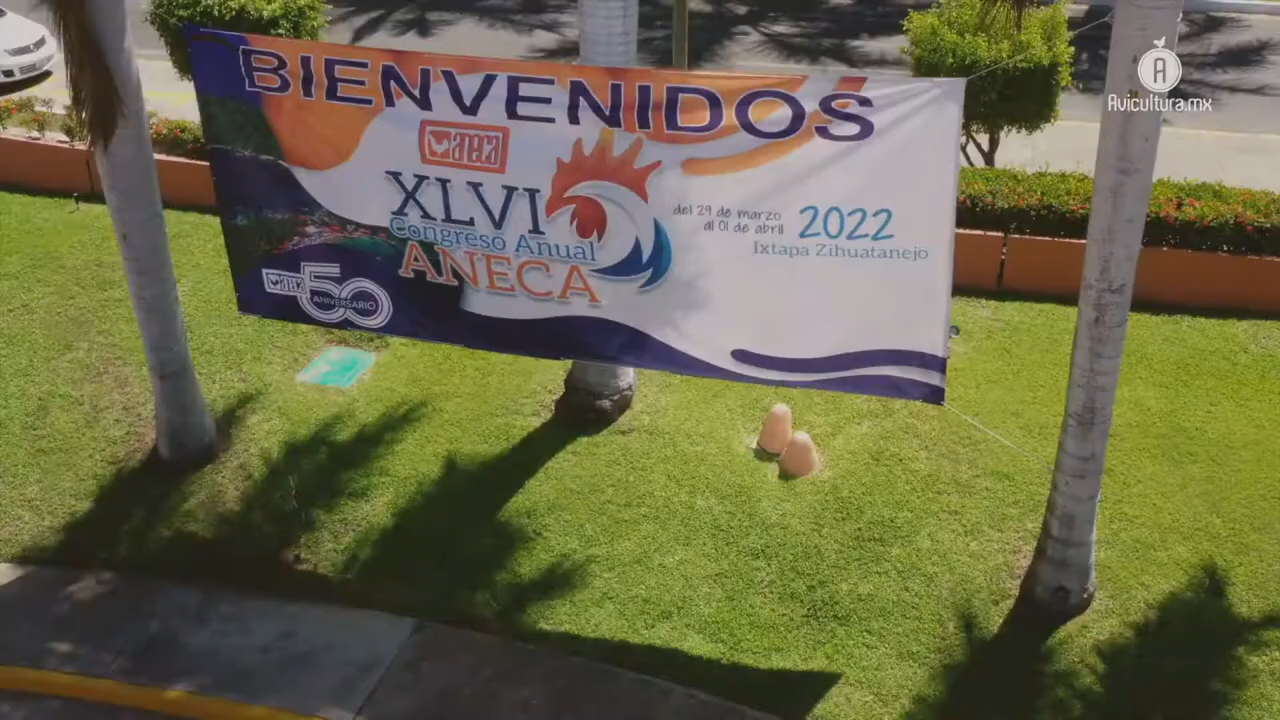 BIENVENIDOS
aneca
XLVI
Congreso Anual
ANECA
del 29 de marzo
al 01 de abril
2022
Ixtapa Zihuatanejo
aneca
50
ANIVERSARIO
A
Avicultura.mx